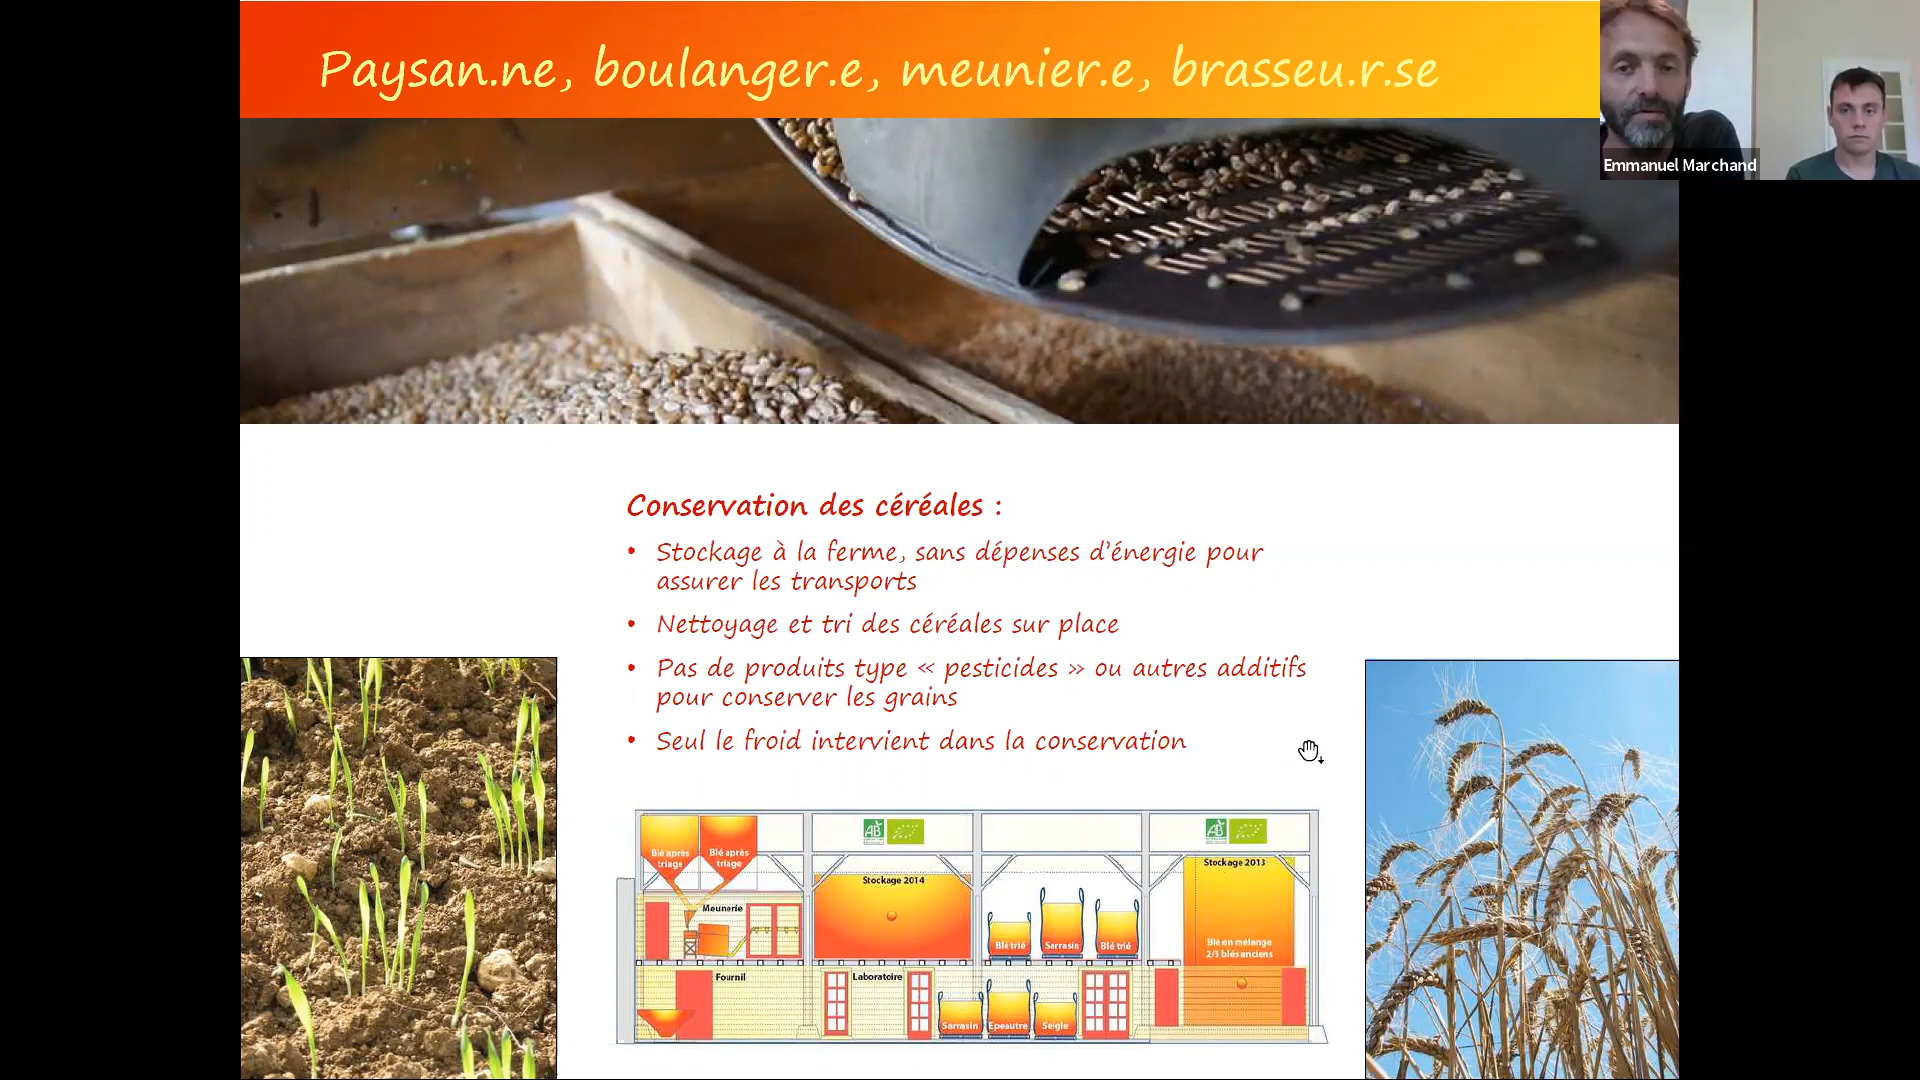 Paysan.ne, boulanger.e, meunier.e, brasseu.r.se
Emmanuel Marchand
Conservation des céréales :
• Stockage à la ferme, sans dépenses d'énergie pour
assurer les transports
• Nettoyage et tri des céréales sur place
• Pas de produits type « pesticides » ou autres additifs
pour conserver les grains
• Seul le froid intervient dans la conservation
AB
AB
Blé après
triage
Blé après
triage
Stockage 2014
Stockage 2013
Meunerie
Blé trié
Sarrasin
Blé trié
Blé en mélange
2/3 blés anciens
Fournil
Laboratoire
Sarrasin
Epeautre
Seigle